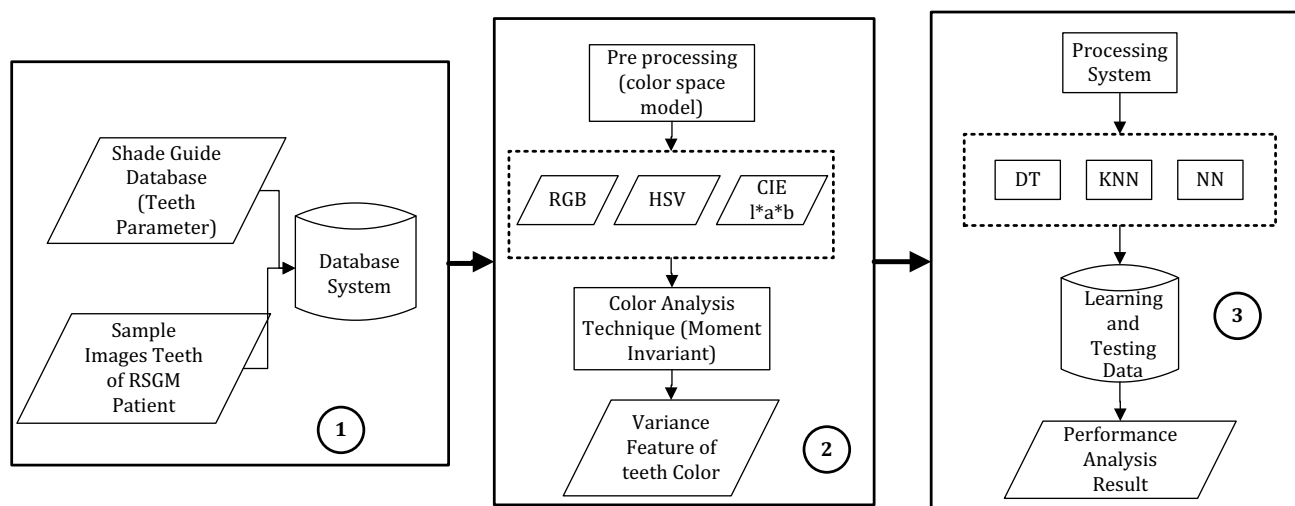 Shade Guide
Database
(Teeth
Parameter)
Sample
Images Teeth
of RSGM
Patient
Database
System
1
Pre processing
(color space
model)
RGB
HSV
CIE
l*a*b
Color Analysis
Technique (Moment
Invariant)
Variance
Feature of
teeth Color
2
Processing
System
DT
KNN
NN
Learning
and
Testing
Data
3
Performance
Analysis
Result